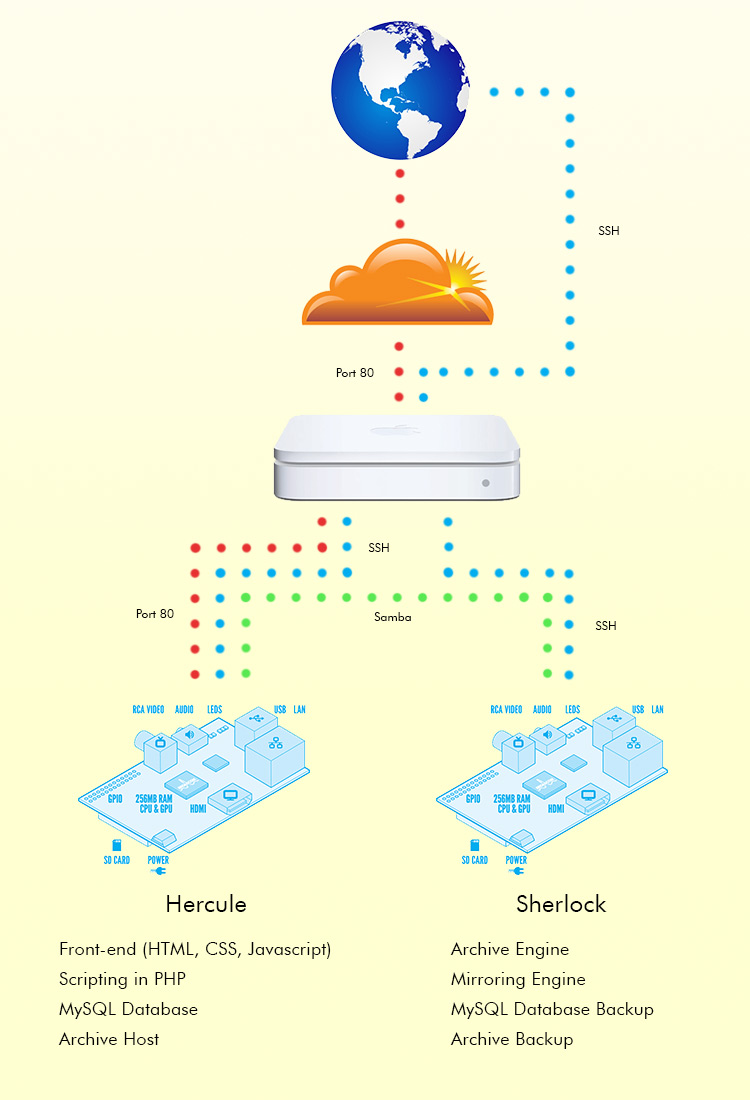 SSH
Port 80
SSH
Port 80
Samba
SSH
RCA VIDEO AUDIO LEDS USB LAN
GPIO 256MB RAM CPU & GPU HDMI
SD CARD POWER
RCA VIDEO AUDIO LEDS USB LAN
GPIO 256MB RAM CPU & GPU HDMI
SD CARD POWER
Hercule
Front-end (HTML, CSS, Javascript)
Scripting in PHP
MySQL Database
Archive Host
Sherlock
Archive Engine
Mirroring Engine
MySQL Database Backup
Archive Backup